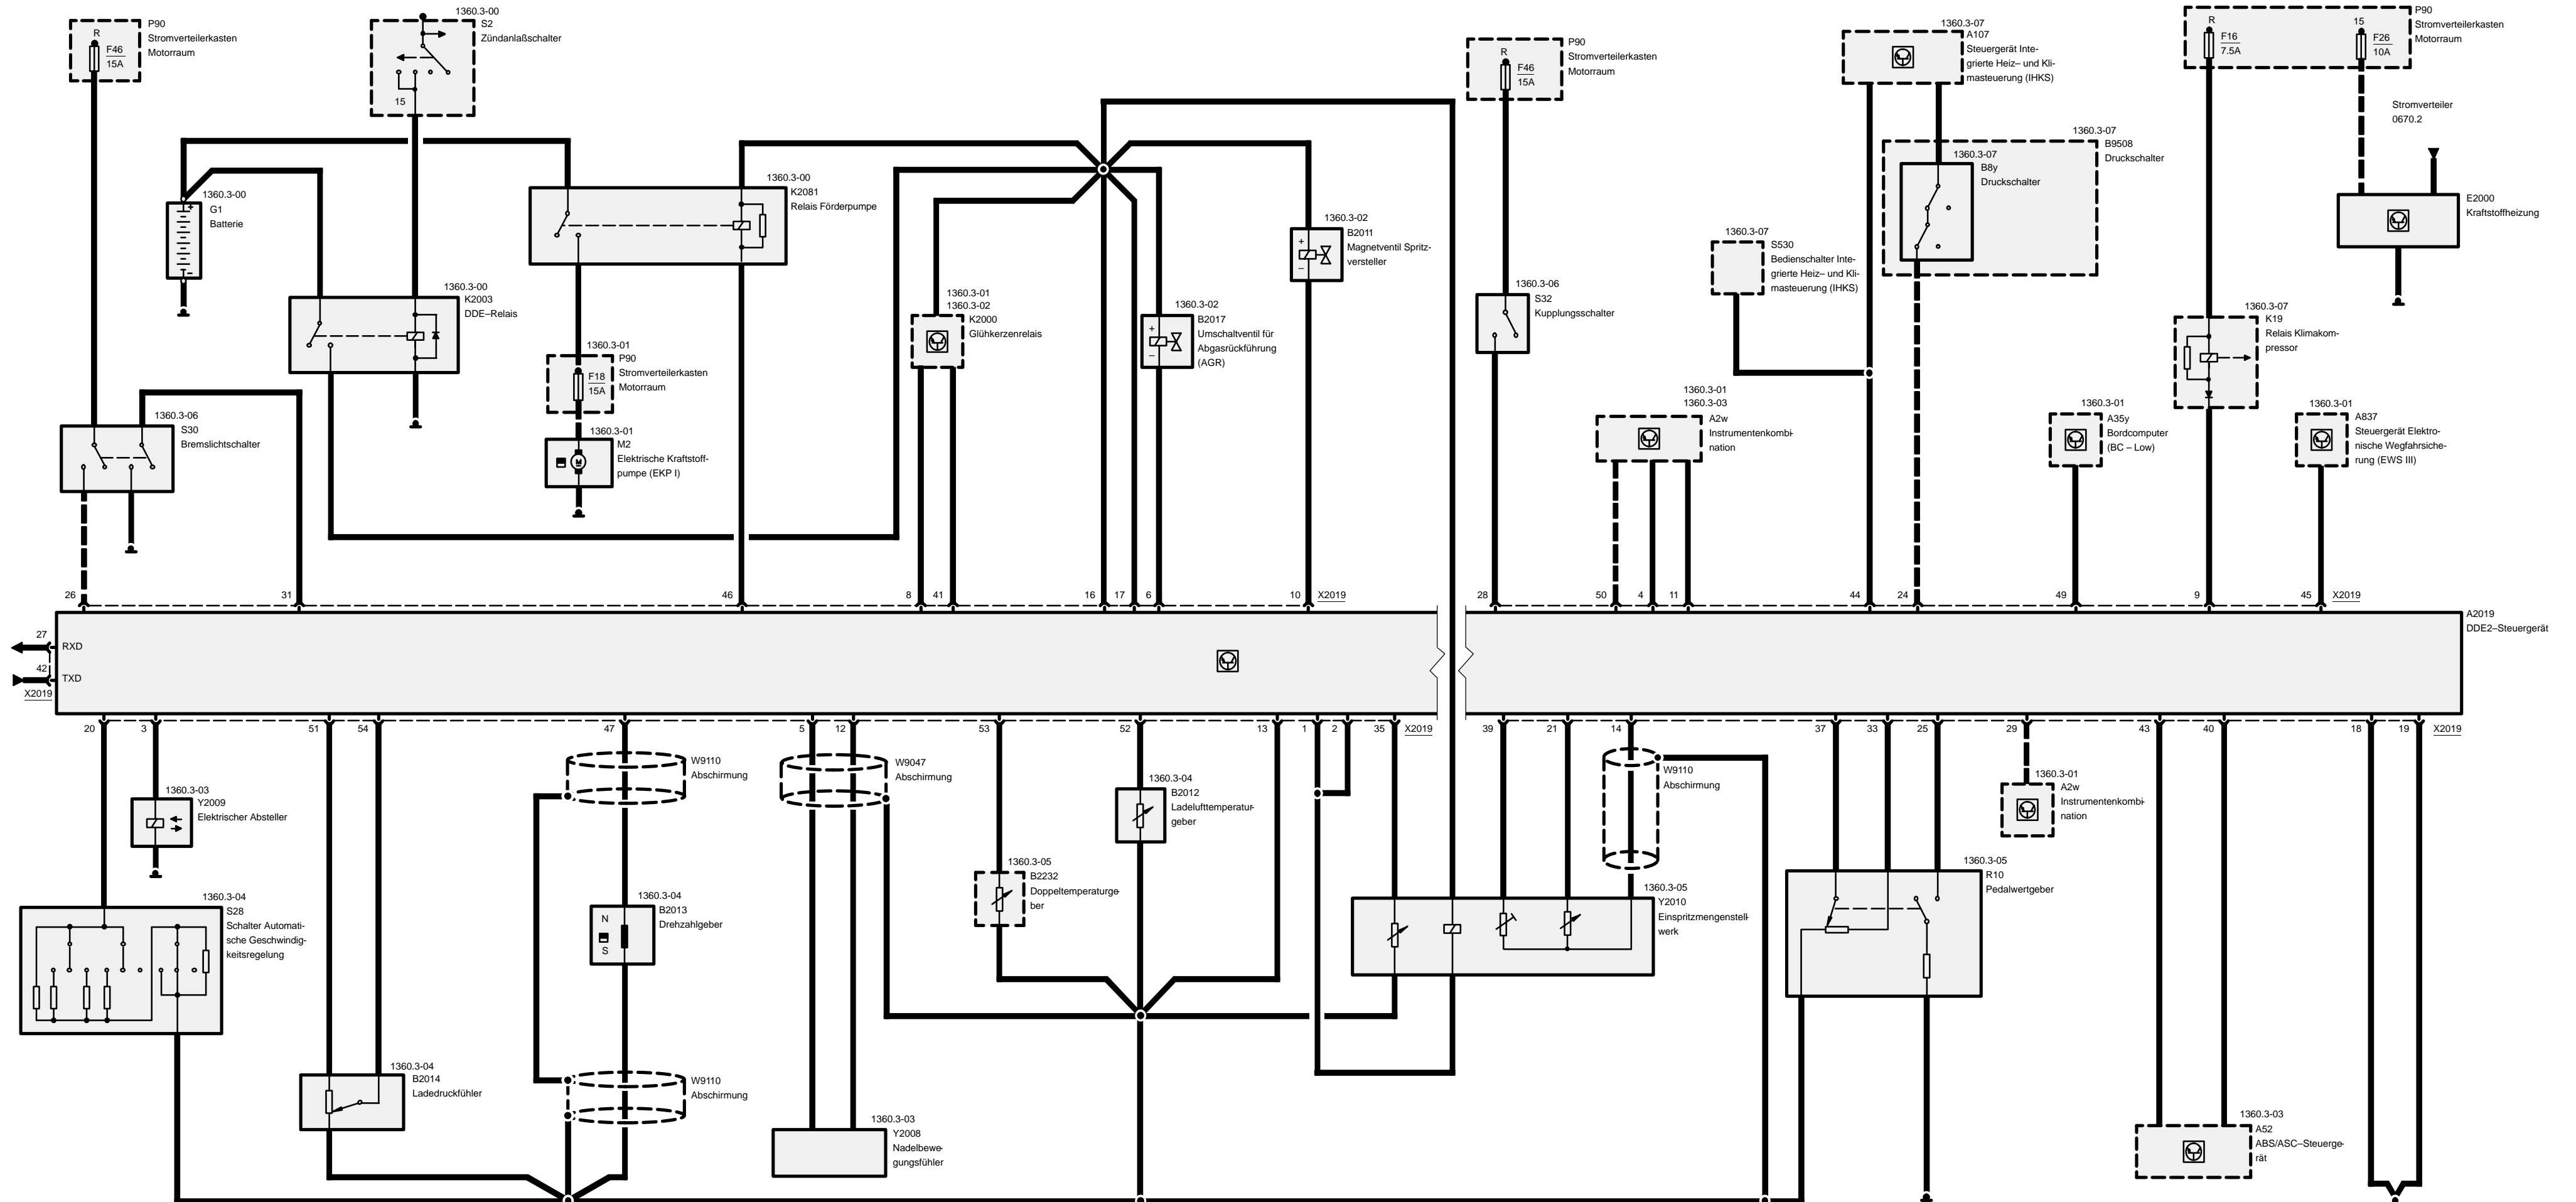 P90
Stromverteilerkasten
Motorraum
R
F46
15A
1360.3-00
S2
Zündanlaßschalter
15
1360.3-00
G1
Batterie
+
-
1360.3-00
K2003
DDE–Relais
1360.3-00
K2081
Relais Förderpumpe
1360.3-01
P90
Stromverteilerkasten
Motorraum
F18
15A
1360.3-01
M2
Elektrische Kraftstoff-
pumpe (EKP I)
M
1360.3-06
S30
Bremslichtschalter
1360.3-01
1360.3-02
K2000
Glühkerzenrelais
1360.3-02
B2017
Umschaltventil für
Abgasrückführung
(AGR)
+
–
1360.3-02
B2011
Magnetventil Spritz-
versteller
+
–
P90
Stromverteilerkasten
Motorraum
R
F46
15A
1360.3-06
S32
Kupplungsschalter
1360.3-01
1360.3-03
A2w
Instrumentenkombi-
nation
1360.3-07
S530
Bedienschalter Inte-
grierte Heiz– und Kli-
masteuerung (IHKS)
1360.3-07
A107
Steuergerät Inte-
grierte Heiz– und Kli-
masteuerung (IHKS)
1360.3-07
B9508
Druckschalter
1360.3-07
B8y
Druckschalter
1360.3-01
A35y
Bordcomputer
(BC – Low)
P90
Stromverteilerkasten
Motorraum
R
F16
7.5A
15
F26
10A
Stromverteiler
0670.2
E2000
Kraftstoffheizung
1360.3-07
K19
Relais Klimakom-
pressor
1360.3-01
A837
Steuergerät Elektro-
nische Wegfahrsiche-
rung (EWS III)
26 31 46 8 41 16 17 6 10 X2019 28 50 4 11 44 24 49 9 45 X2019
A2019
DDE2–Steuergerät
27
RXD
42
TXD
X2019
20 3 51 54 47 5 12 53 52 13 1 2 35 X2019 39 21 14 37 33 25 29 43 40 18 19 X2019
1360.3-03
Y2009
Elektrischer Absteller
1360.3-04
S28
Schalter Automati-
sche Geschwindig-
keitsregelung
1360.3-04
B2014
Ladedruckfühler
W9110
Abschirmung
1360.3-04
B2013
Drehzahlgeber
N
S
W9110
Abschirmung
W9047
Abschirmung
1360.3-03
Y2008
Nadelbewe-
gungsfühler
1360.3-05
B2232
Doppeltemperaturge-
ber
1360.3-04
B2012
Ladelufttemperatur-
geber
W9110
Abschirmung
1360.3-05
Y2010
Einspritzmengenstell-
werk
1360.3-05
R10
Pedalwertgeber
1360.3-01
A2w
Instrumentenkombi-
nation
1360.3-03
A52
ABS/ASC–Steuerge-
rät